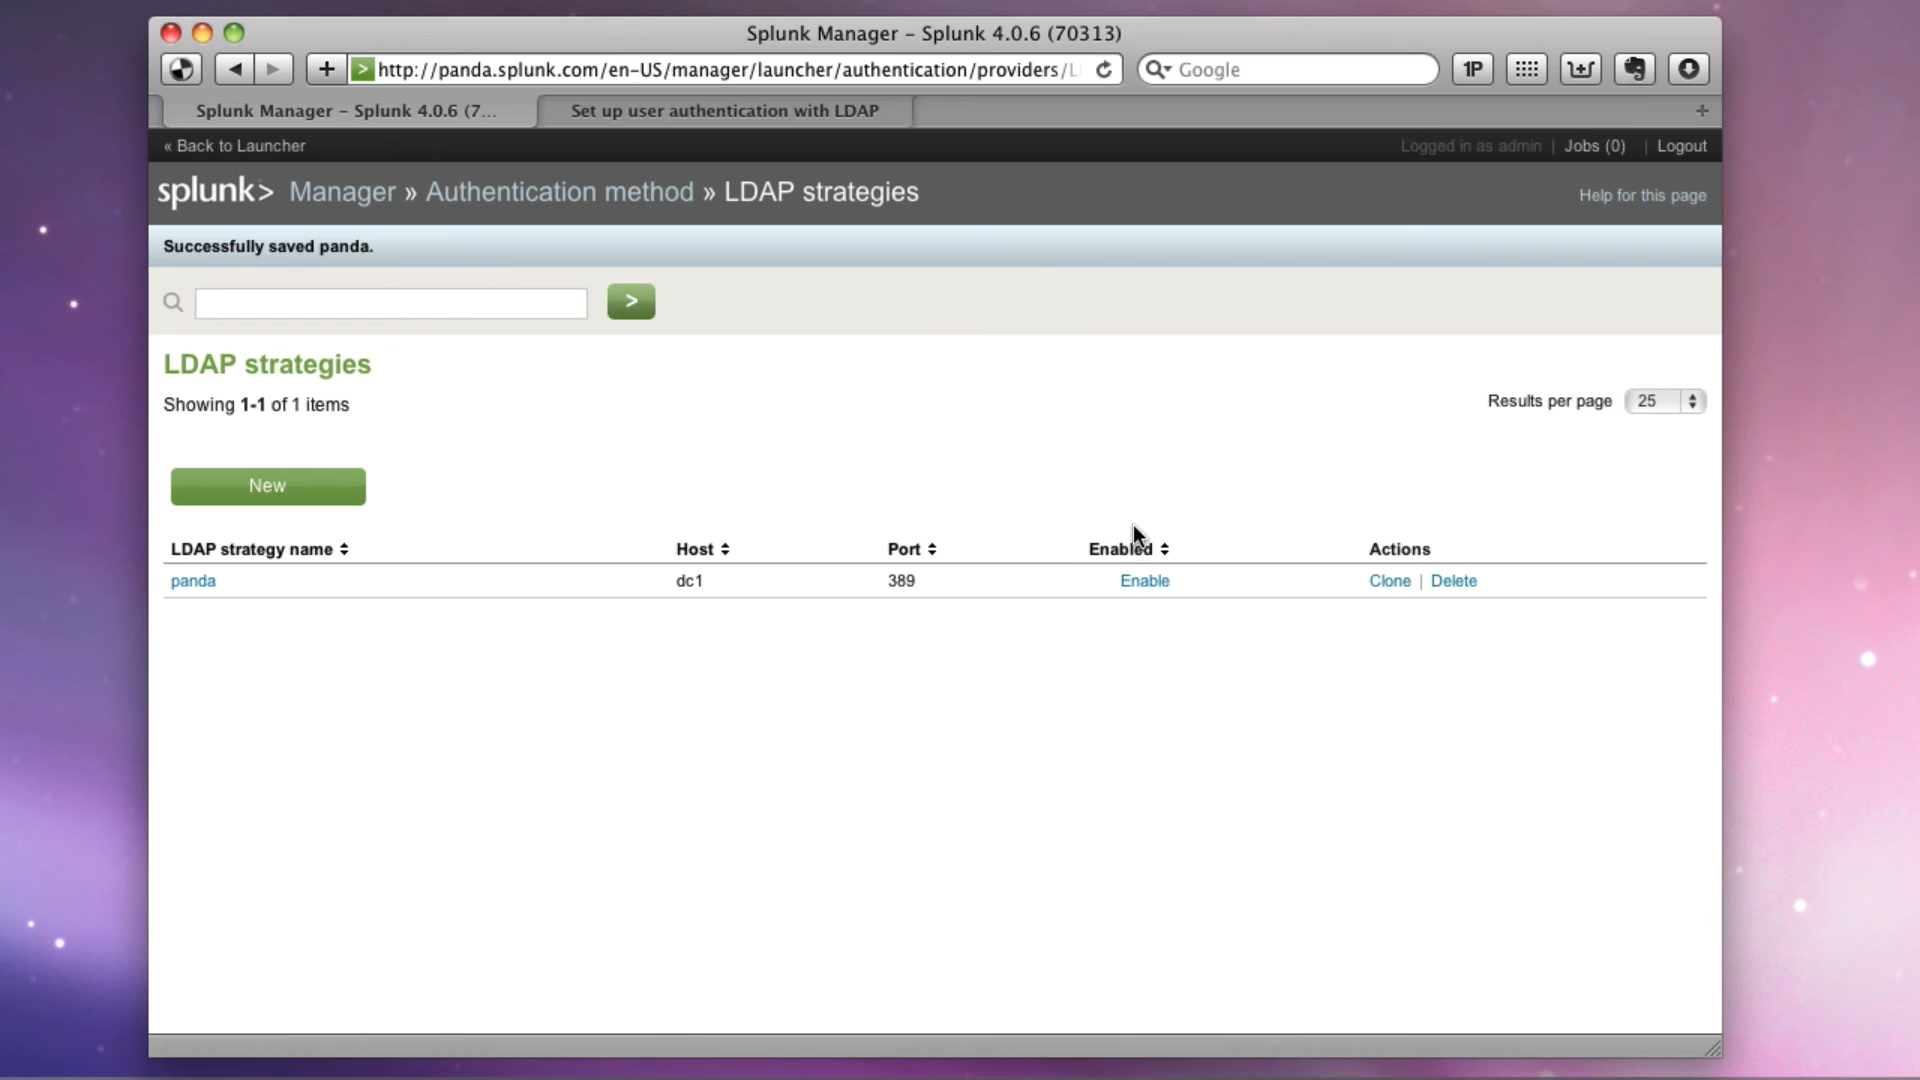 Splunk Manager – Splunk 4.0.6 (70313)
http://panda.splunk.com/en-US/manager/launcher/authentication/providers/L
Google
1P
Splunk Manager – Splunk 4.0.6 (7...
Set up user authentication with LDAP
« Back to Launcher
Logged in as admin | Jobs (0) | Logout
splunk> Manager » Authentication method » LDAP strategies
Help for this page
Successfully saved panda.
>
LDAP strategies
Showing 1-1 of 1 items
Results per page 25
New
LDAP strategy name Host Port Enabled Actions
panda dc1 389 Enable Clone | Delete